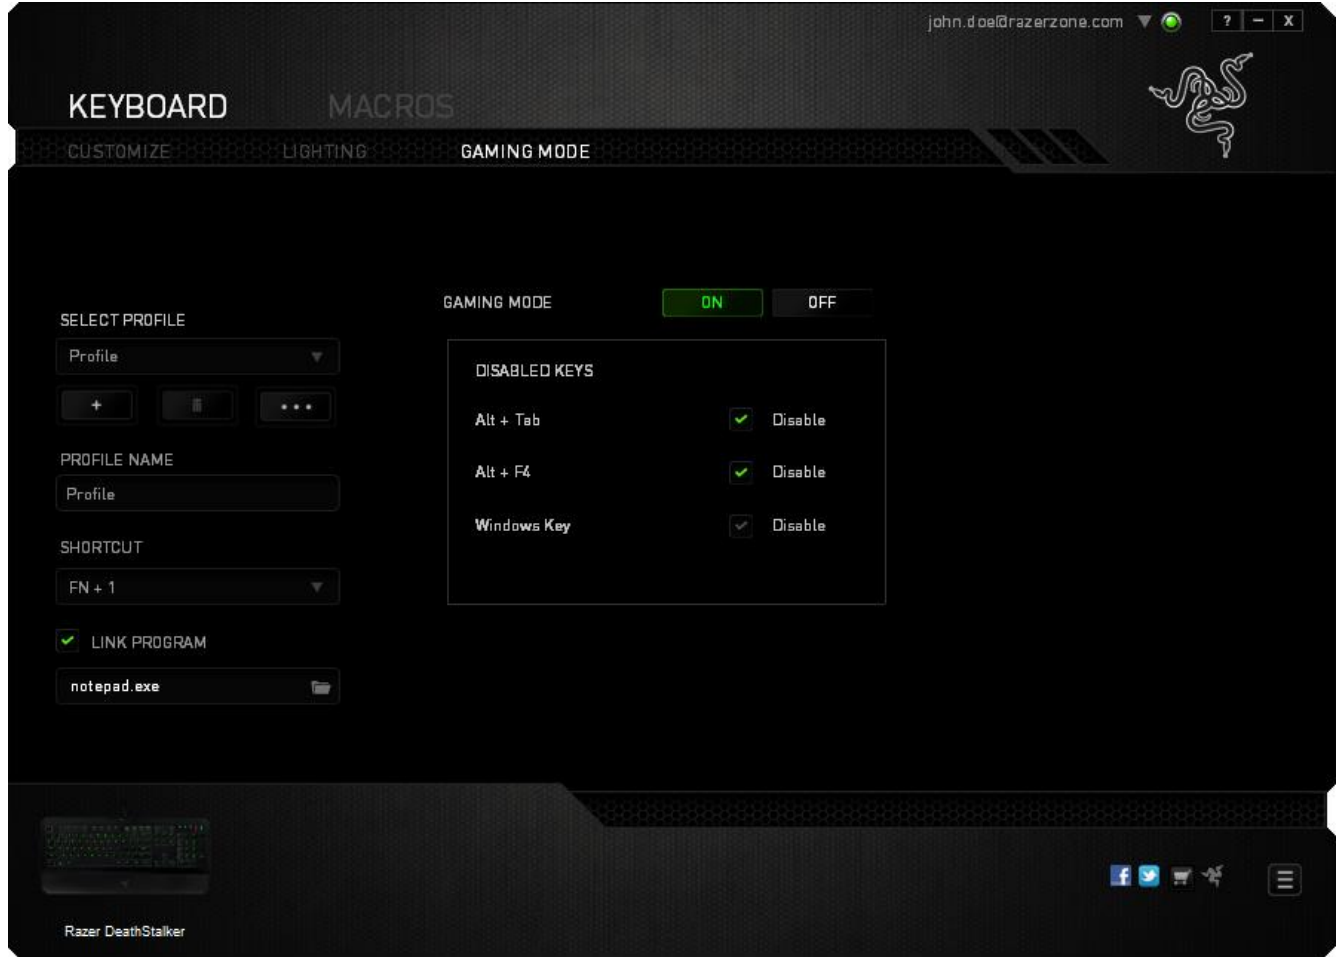 john.doe@razerzone.com
? – X
KEYBOARD MACROS
CUSTOMIZE LIGHTING GAMING MODE
GAMING MODE ON OFF
SELECT PROFILE
Profile
+ •••
PROFILE NAME
Profile
SHORTCUT
FN + 1
LINK PROGRAM
notepad.exe
DISABLED KEYS
Alt + Tab Disable
Alt + F4 Disable
Windows Key Disable
Razer DeathStalker